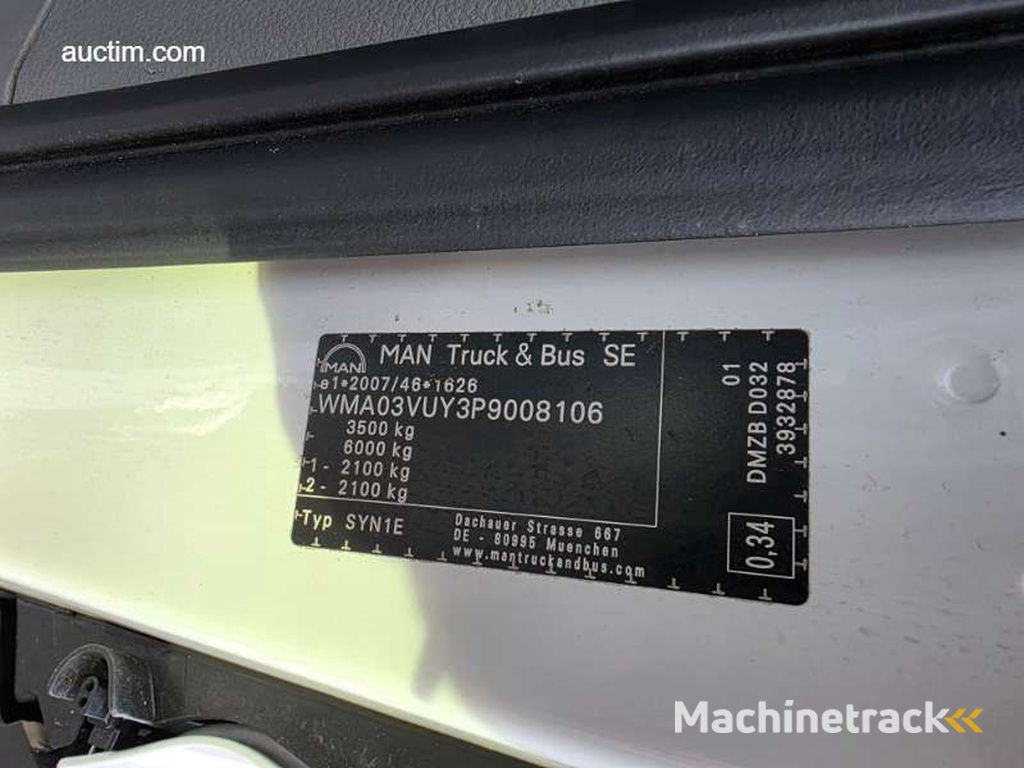 auctim.com
MAN MAN Truck & Bus SE
e1*2007/46*1626
WMA03VUY3P9008106
3500 kg
6000 kg
1 - 2100 kg
2 - 2100 kg
Typ SYN1E
Dachauer Strasse 667
DE - 80995 Muenchen
www.mantruckandbus.com
01
DMZB D032
3932878
0,34
Machinetrack